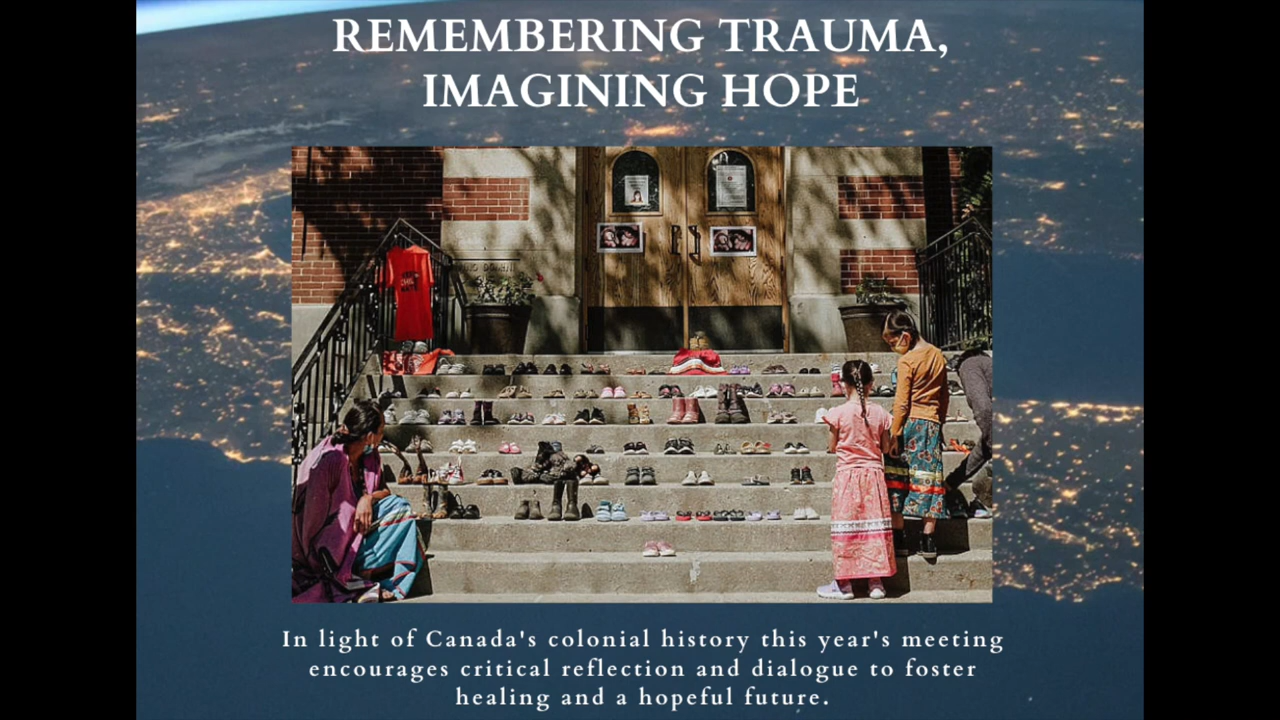 REMEMBERING TRAUMA,
IMAGINING HOPE
In light of Canada's colonial history this year's meeting
encourages critical reflection and dialogue to foster
healing and a hopeful future.